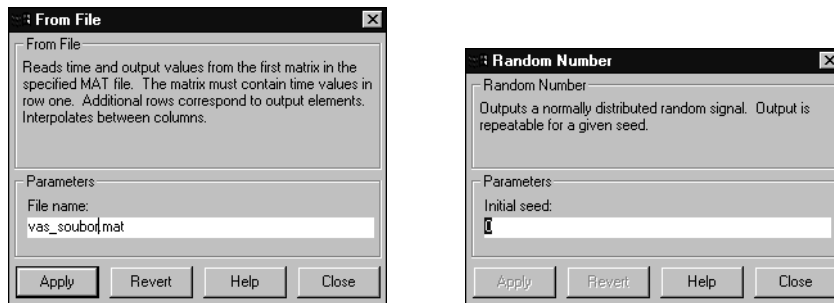 From File
From File
Reads time and output values from the first matrix in the
specified MAT file. The matrix must contain time values in
row one. Additional rows correspond to output elements.
Interpolates between columns.
Parameters
File name:
vas_soubor.mat
Apply Revert Help Close
Random Number
Random Number
Outputs a normally distributed random signal. Output is
repeatable for a given seed.
Parameters
Initial seed:
0
Apply Revert Help Close